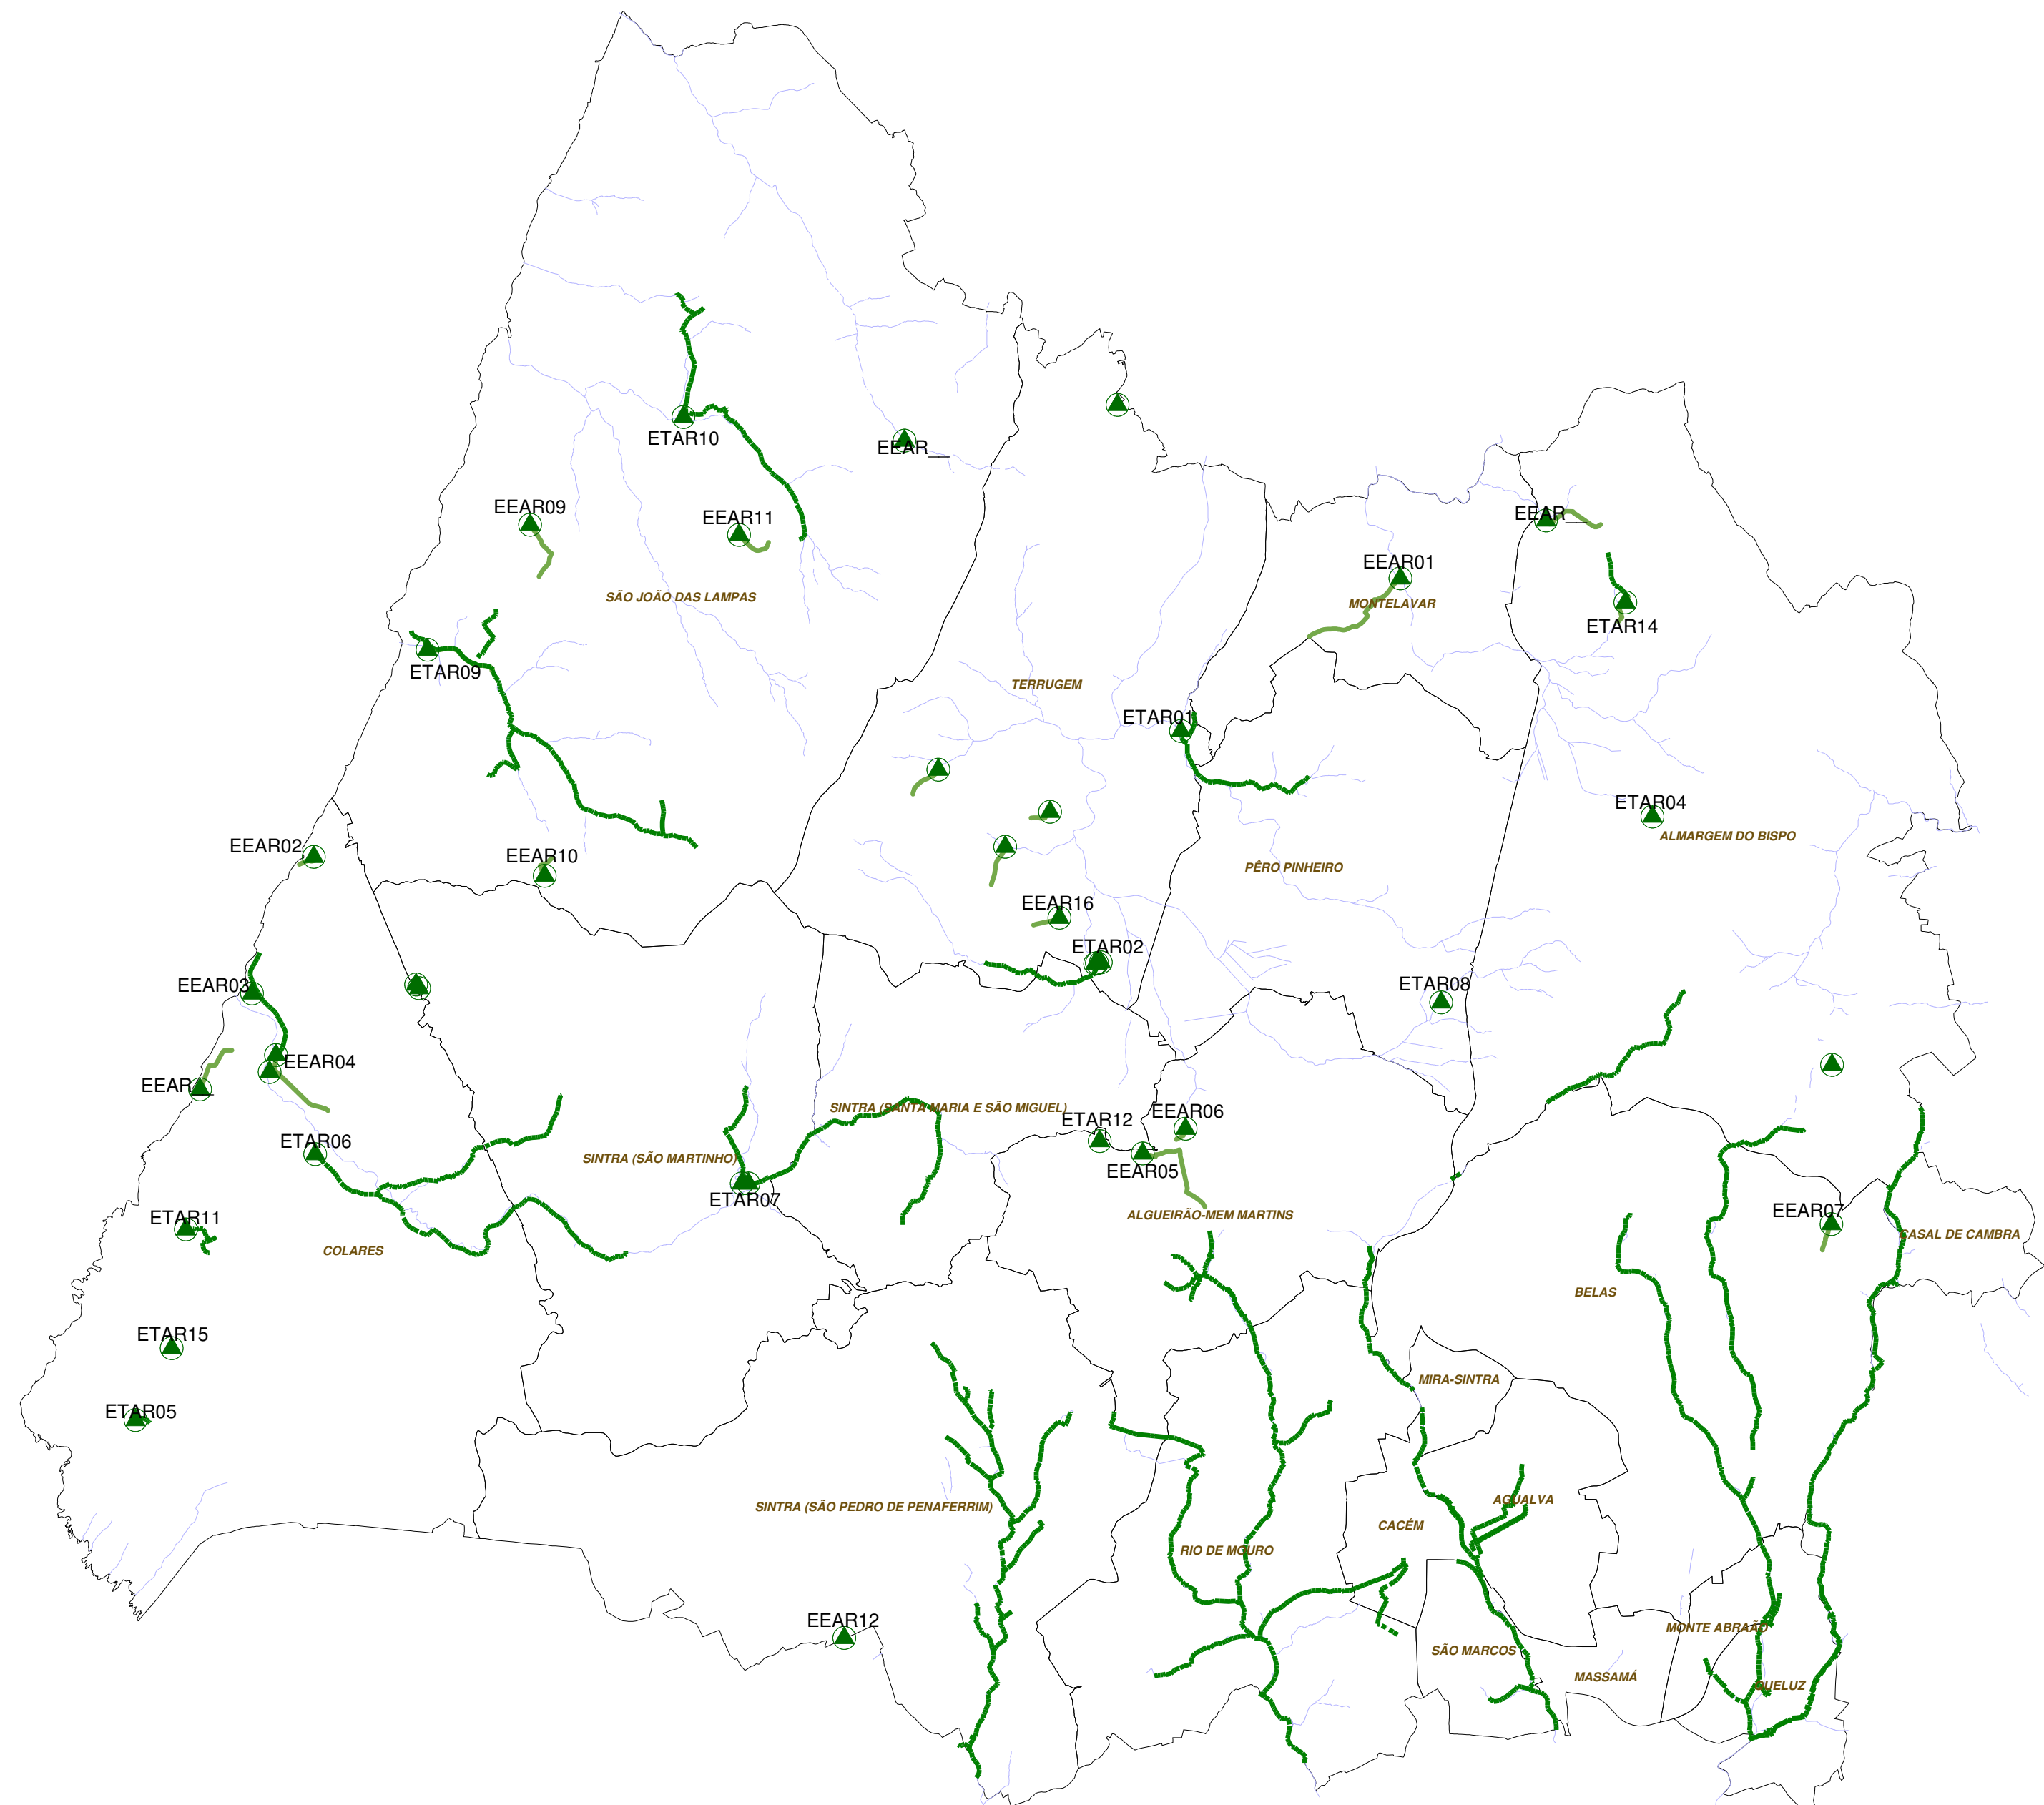 ETAR10
EEAR__
EEAR09
EEAR11
EEAR__
EEAR01
SÃO JOÃO DAS LAMPAS
MONTELAVAR
ETAR14
ETAR09
TERRUGEM
ETAR01
ETAR04
ALMARGEM DO BISPO
EEAR02
EEAR10
PÊRO PINHEIRO
EEAR16
ETAR02
EEAR03
ETAR08
EEAR04
EEAR__
SINTRA (SANTA MARIA E SÃO MIGUEL)
EEAR06
ETAR12
ETAR06
SINTRA (SÃO MARTINHO)
EEAR05
ETAR07
EEAR07
ETAR11
ALGUEIRÃO-MEM MARTINS
CASAL DE CAMBRA
COLARES
BELAS
ETAR15
MIRA-SINTRA
ETAR05
AGUALVA
SINTRA (SÃO PEDRO DE PENAFERRIM)
CACÉM
RIO DE MOURO
EEAR12
MONTE ABRAÃO
SÃO MARCOS
MASSAMÁ
QUELUZ